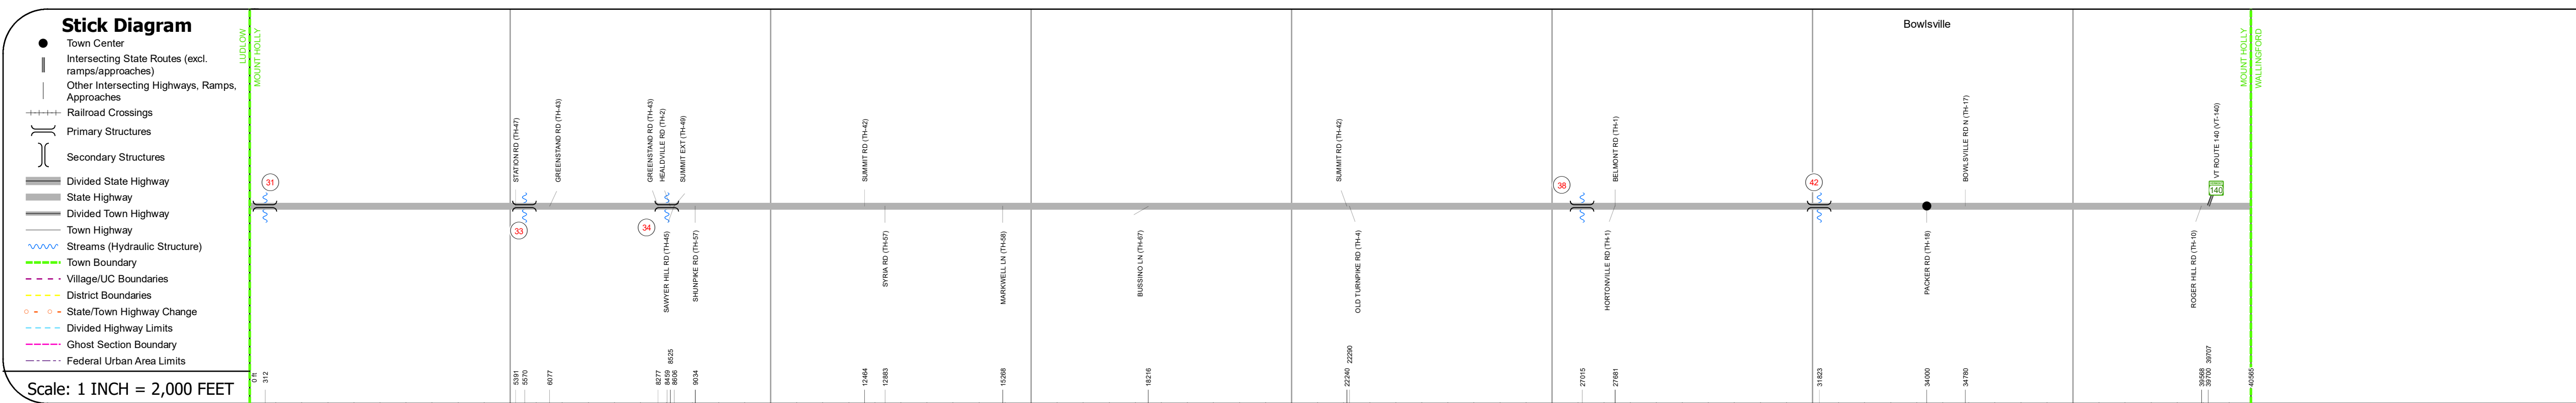 Stick Diagram
Town Center
Intersecting State Routes (excl.
ramps/approaches)
Other Intersecting Highways, Ramps,
Approaches
Railroad Crossings
Primary Structures
Secondary Structures
Divided State Highway
State Highway
Divided Town Highway
Town Highway
Streams (Hydraulic Structure)
Town Boundary
Village/UC Boundaries
District Boundaries
State/Town Highway Change
Divided Highway Limits
Ghost Section Boundary
Federal Urban Area Limits
Scale: 1 INCH = 2,000 FEET
LUDLOW
MOUNT HOLLY
Bowlsville
MOUNT HOLLY
WALLINGFORD
STATION RD (TH-47)
GREENSTAND RD (TH-43)
GREENSTAND RD (TH-43)
HEALDVILLE RD (TH-2)
SUMMIT EXT (TH-49)
SUMMIT RD (TH-42)
SUMMIT RD (TH-42)
BELMONT RD (TH-1)
BOWLSVILLE RD N (TH-17)
VT ROUTE 140 (VT-140)
31
33
34
38
42
140
SAWYER HILL RD (TH-45)
SHUNPIKE RD (TH-57)
SYRIA RD (TH-57)
MARKWELL LN (TH-58)
BUSSINO LN (TH-67)
OLD TURNPIKE RD (TH-4)
HORTONVILLE RD (TH-1)
PACKER RD (TH-18)
ROGER HILL RD (TH-10)
0 ft
312
5391
5570
6077
8277
8459
8525
8606
9034
12464
12883
15268
18216
22240
22290
27015
27681
31823
34000
34780
39568
39700
39707
40565